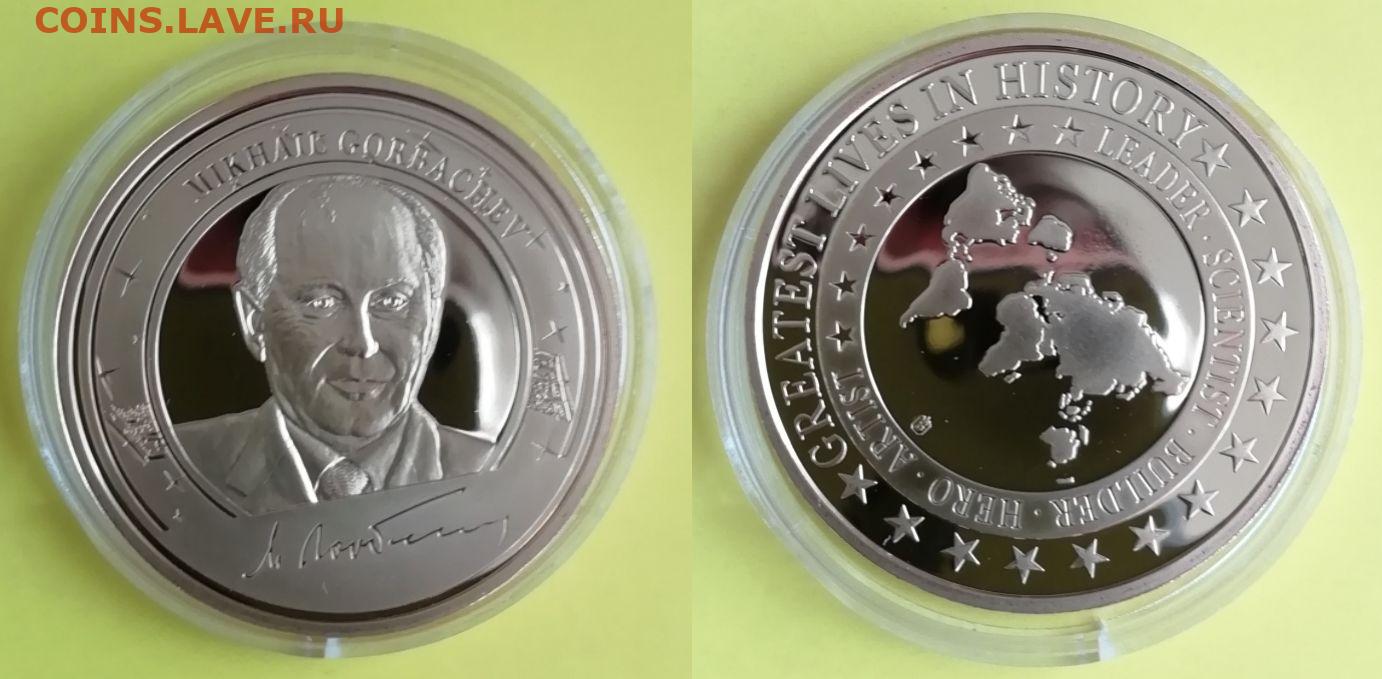 COINS.LAVE.RU
MIKHAIL GORBACHEV
GREATEST LIVES IN HISTORY
LEADER · SCIENTIST · BUILDER · HERO · ARTIST